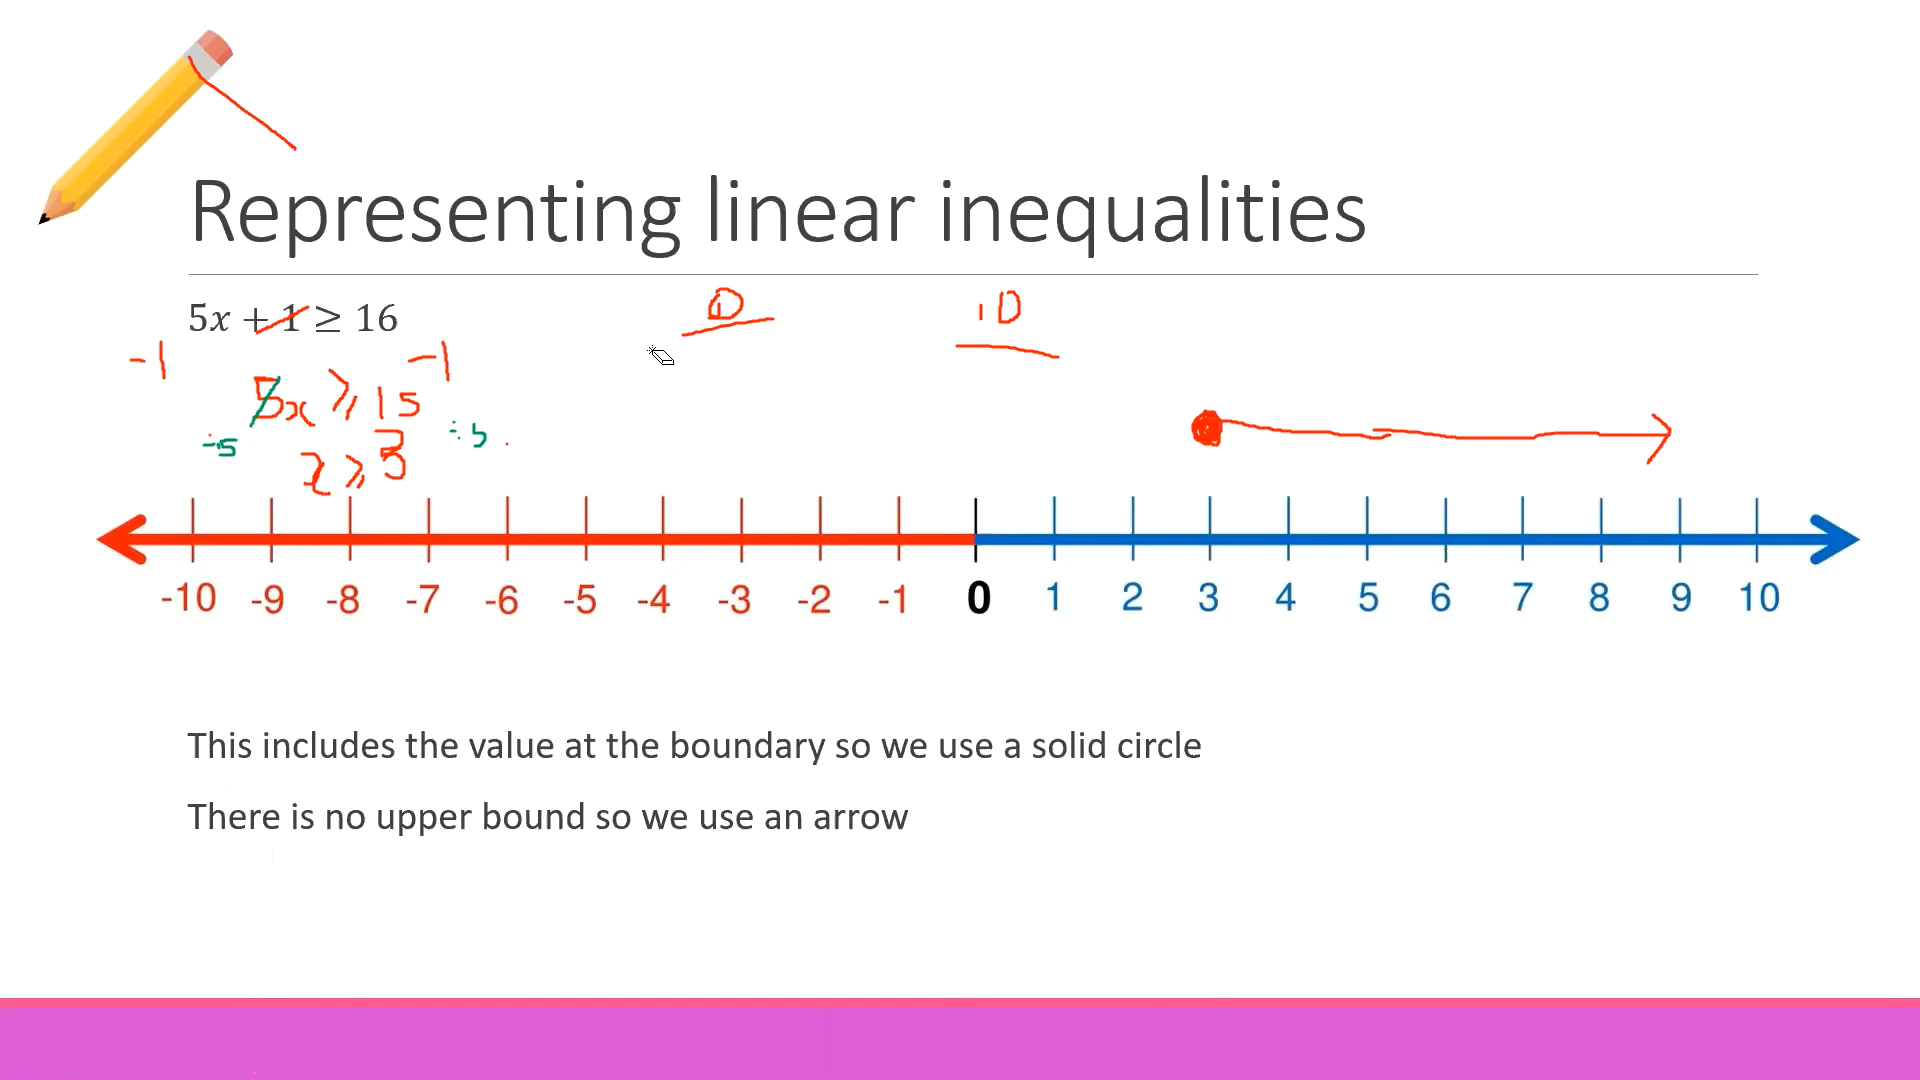 Representing linear inequalities
5x + 1 ≥ 16
10
-1 -1
5x ≥ 15
÷5 ÷5
x ≥ 3
-10 -9 -8 -7 -6 -5 -4 -3 -2 -1 0 1 2 3 4 5 6 7 8 9 10
This includes the value at the boundary so we use a solid circle
There is no upper bound so we use an arrow